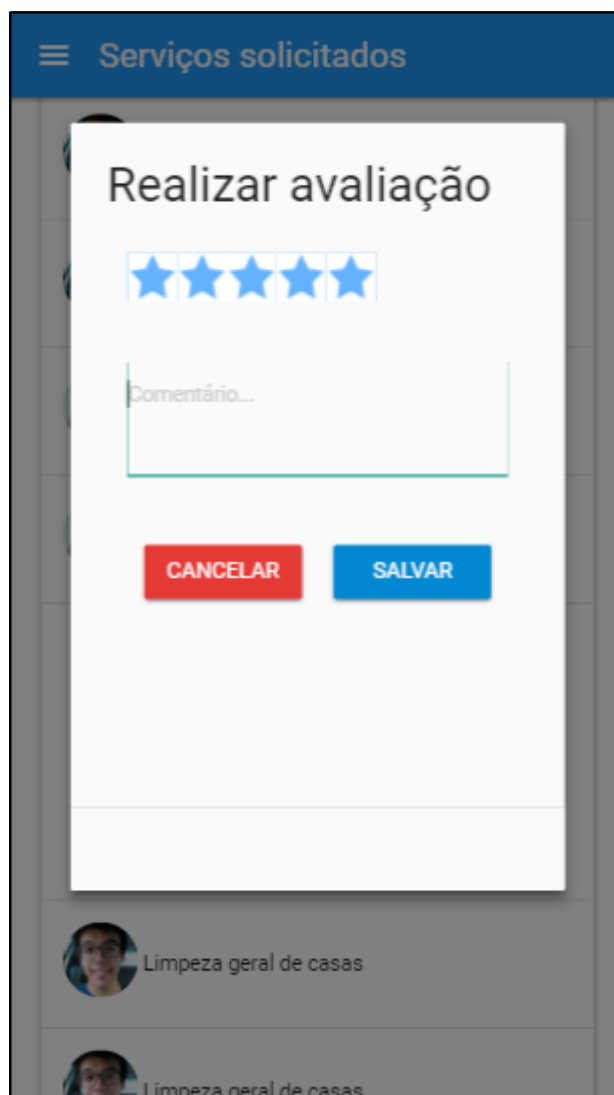 Serviços solicitados
Realizar avaliação
Comentário...
CANCELAR SALVAR
Limpeza geral de casas
Limpeza geral de casas